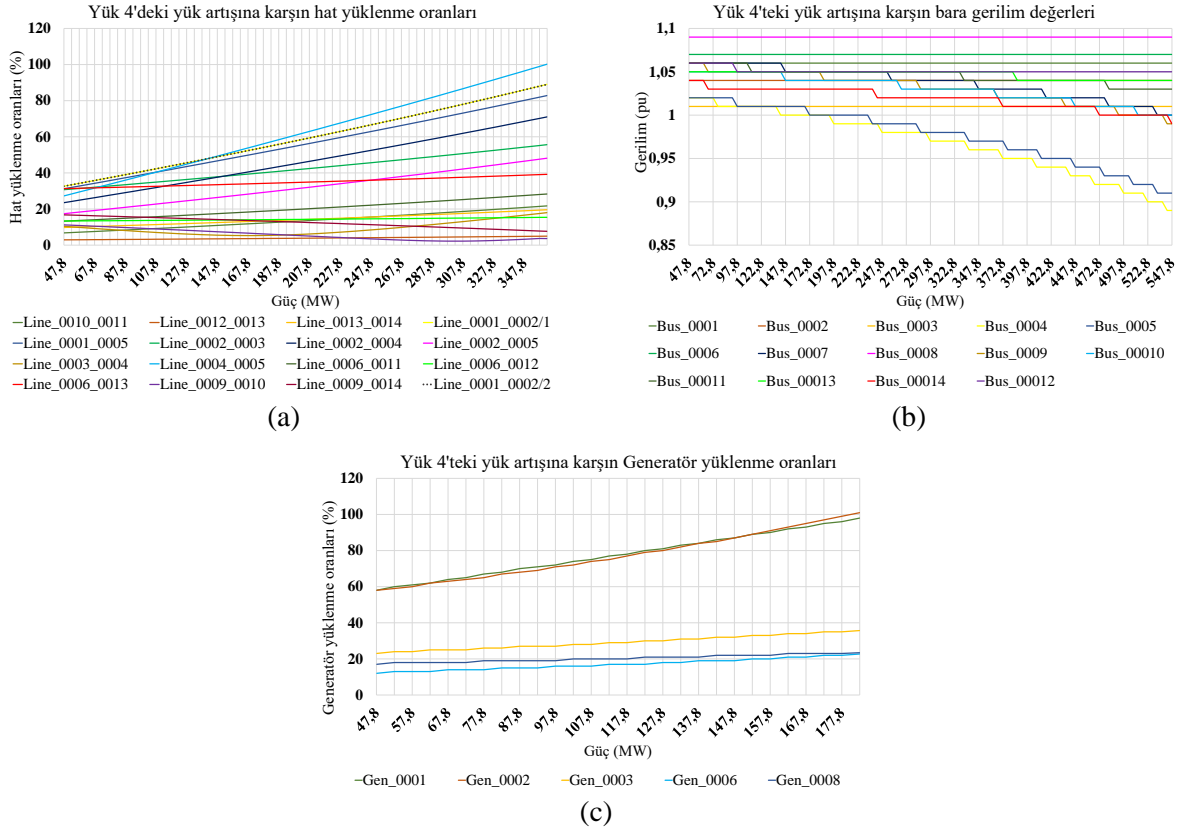 Yük 4'deki yük artışına karşın hat yüklenme oranları
Hat yüklenme oranları (%)
120
100
80
60
40
20
0
47,8 67,8 87,8 107,8 127,8 147,8 167,8 187,8 207,8 227,8 247,8 267,8 287,8 307,8 327,8 347,8
Güç (MW)
Line_0010_0011 Line_0012_0013 Line_0013_0014 Line_0001_0002/1
Line_0001_0005 Line_0002_0003 Line_0002_0004 Line_0002_0005
Line_0003_0004 Line_0004_0005 Line_0006_0011 Line_0006_0012
Line_0006_0013 Line_0009_0010 Line_0009_0014 Line_0001_0002/2
(a)
Yük 4'teki yük artışına karşın bara gerilim değerleri
Gerilim (pu)
1,1
1,05
1
0,95
0,9
0,85
47,8 72,8 97,8 122,8 147,8 172,8 197,8 222,8 247,8 272,8 297,8 322,8 347,8 372,8 397,8 422,8 447,8 472,8 497,8 522,8 547,8
Güç (MW)
Bus_0001 Bus_0002 Bus_0003 Bus_0004 Bus_0005
Bus_0006 Bus_0007 Bus_0008 Bus_0009 Bus_00010
Bus_00011 Bus_00013 Bus_00014 Bus_00012
(b)
Yük 4'teki yük artışına karşın Generatör yüklenme oranları
Generatör yüklenme oranları (%)
120
100
80
60
40
20
0
47,8 57,8 67,8 77,8 87,8 97,8 107,8 117,8 127,8 137,8 147,8 157,8 167,8 177,8
Güç (MW)
Gen_0001 Gen_0002 Gen_0003 Gen_0006 Gen_0008
(c)